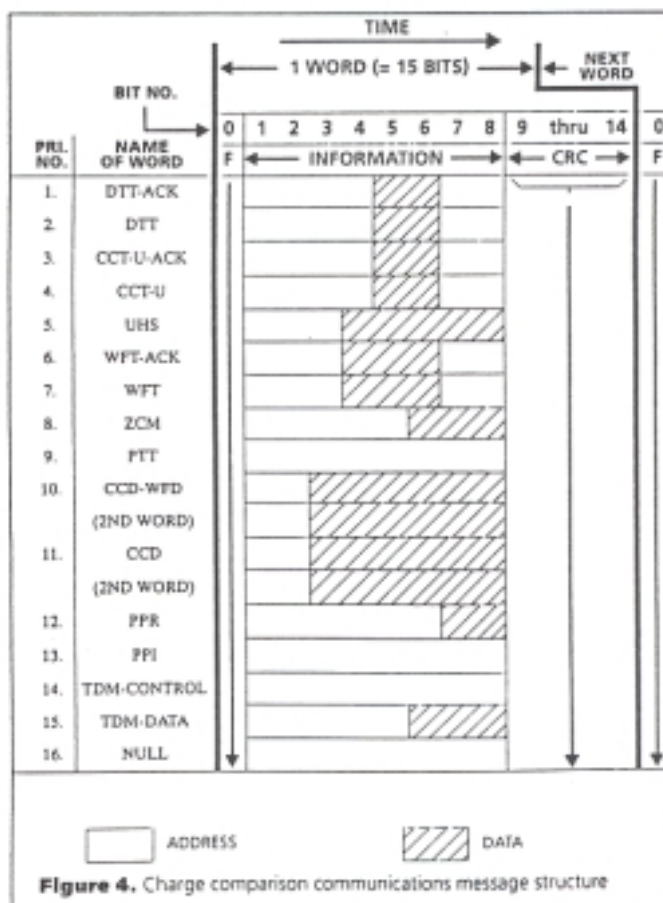 TIME
1 WORD (= 15 BITS)
NEXT
WORD
BIT NO.
0 1 2 3 4 5 6 7 8 9 thru 14 0
PRI. NO. NAME OF WORD F INFORMATION CRC F
1. DTT-ACK
2. DTT
3. CCT-U-ACK
4. CCT-U
5. UHS
6. WFT-ACK
7. WFT
8. ZCM
9. PTT
10. CCD-WFD
(2ND WORD)
11. CCD
(2ND WORD)
12. PPR
13. PPI
14. TDM-CONTROL
15. TDM-DATA
16. NULL
ADDRESS DATA
Figure 4. Charge comparison communications message structure